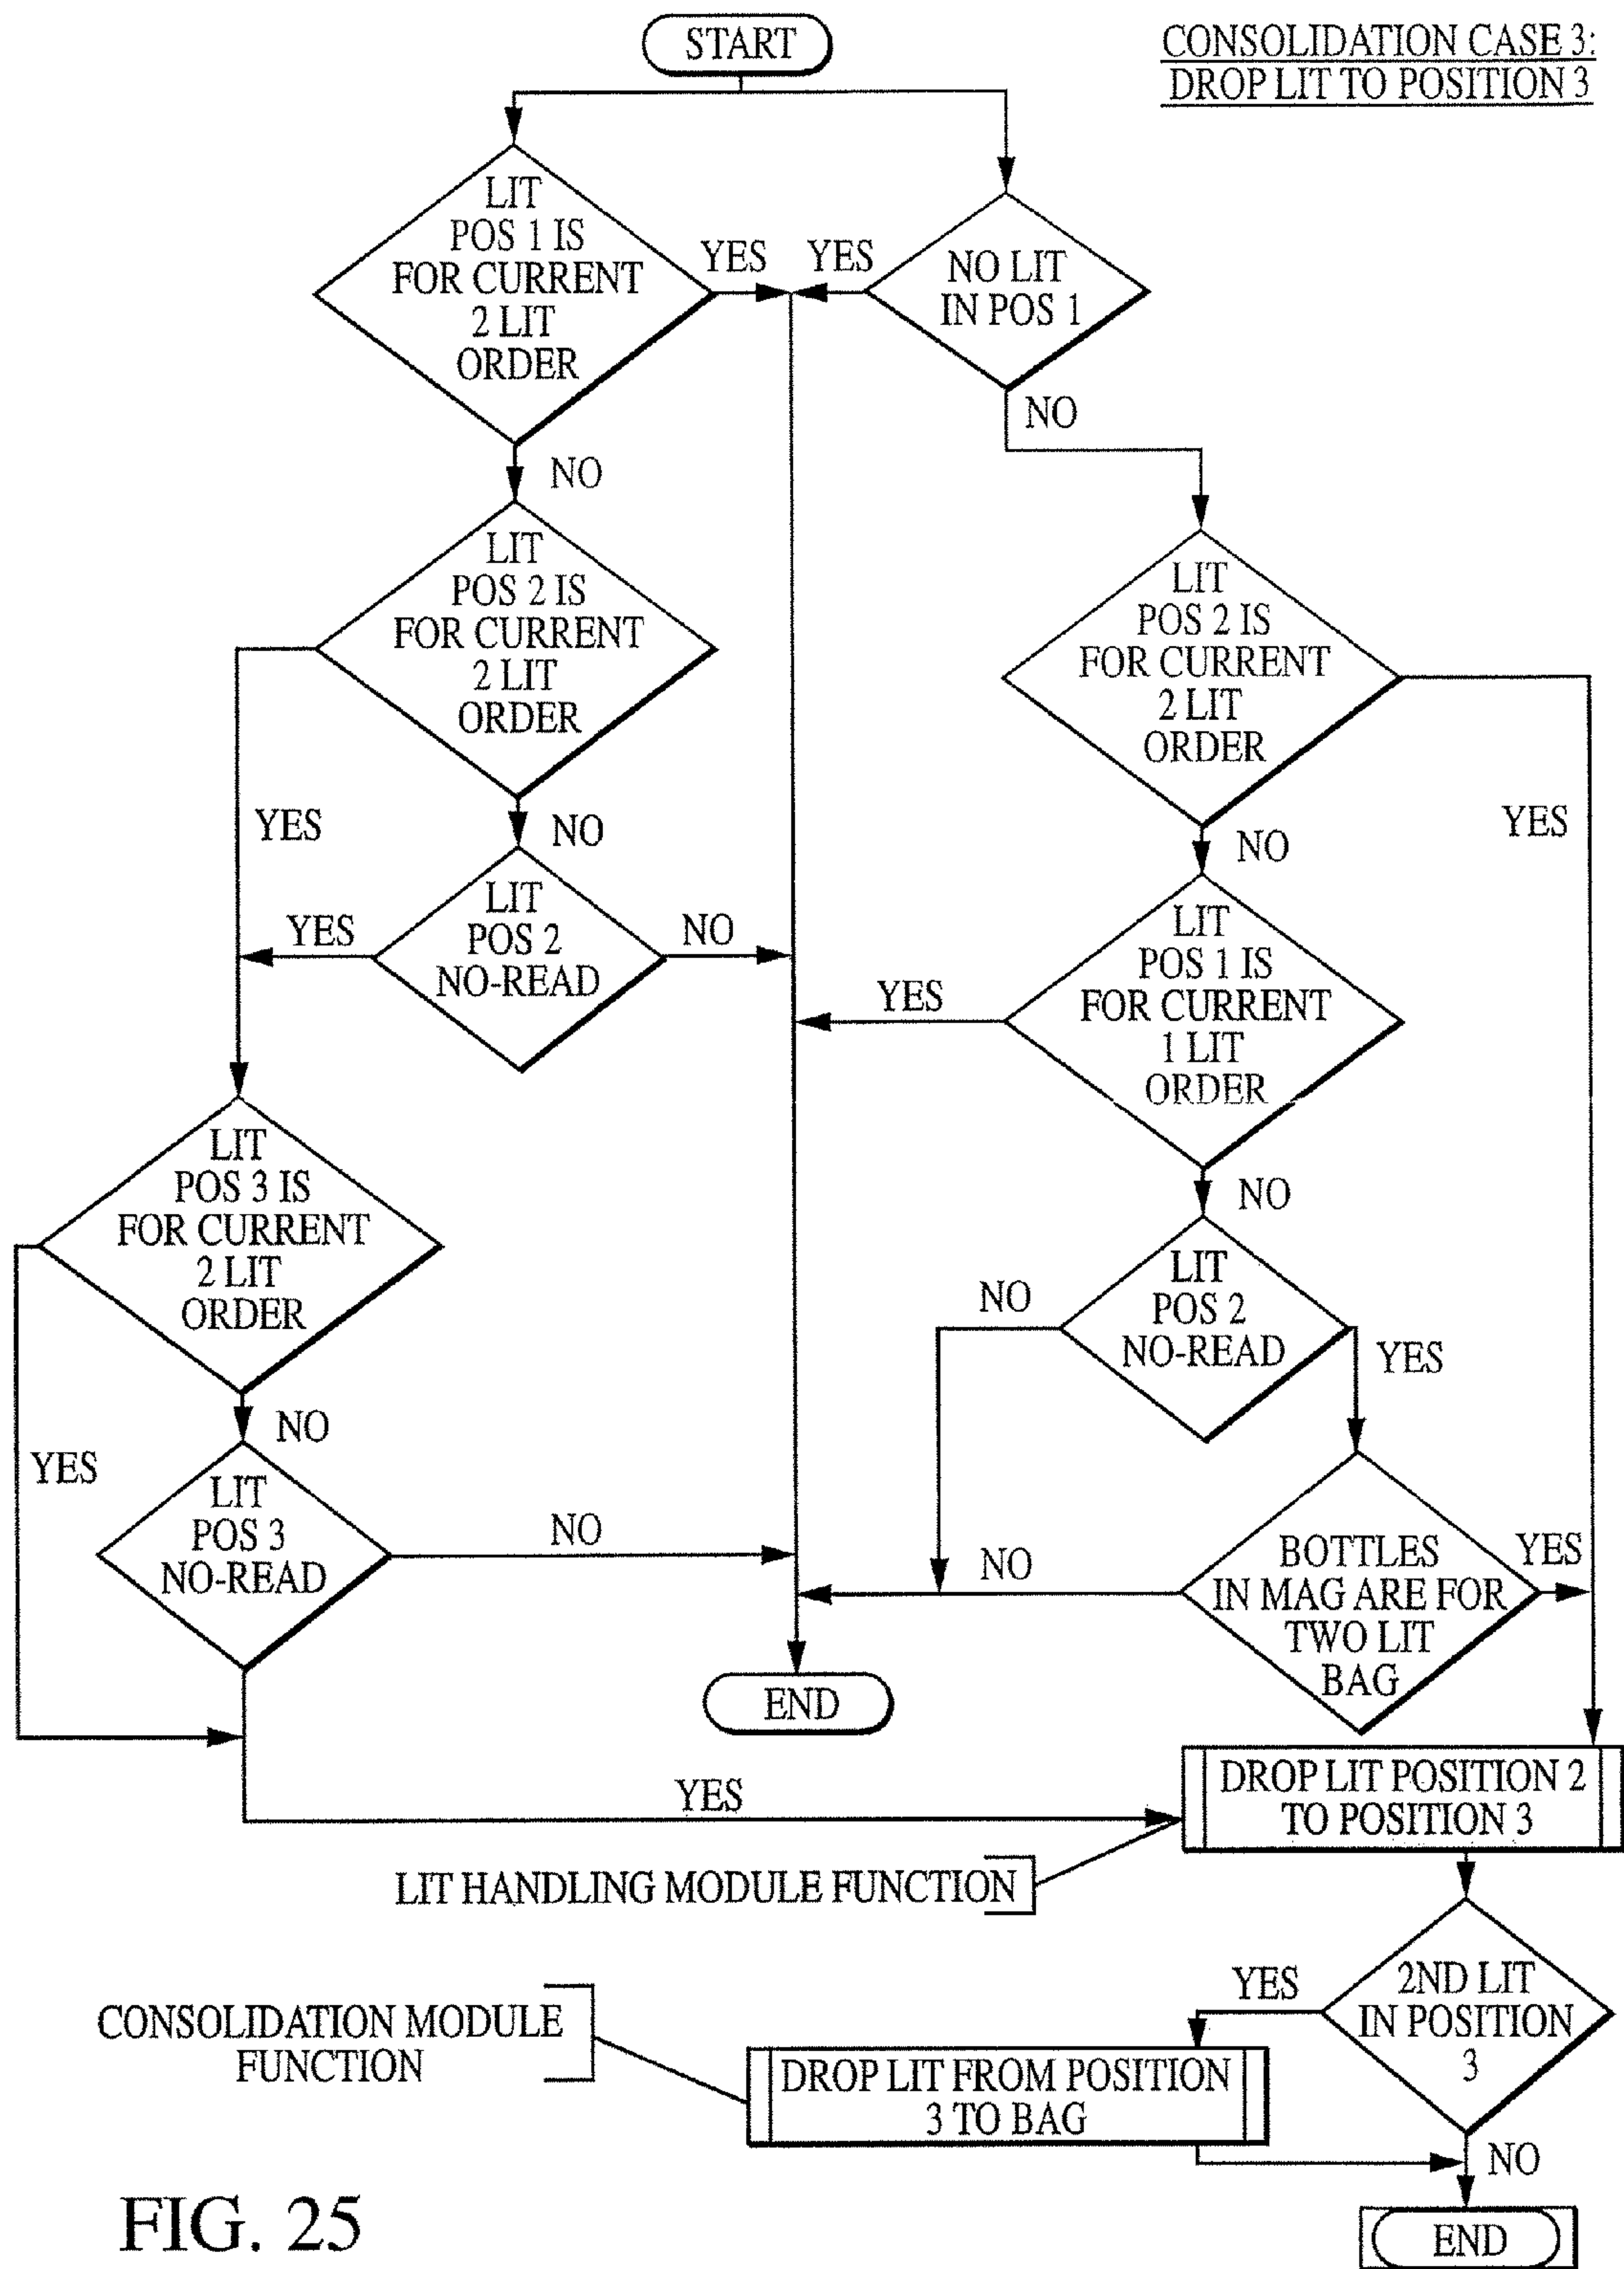 START
CONSOLIDATION CASE 3:
DROP LIT TO POSITION 3
LIT
POS 1 IS
FOR CURRENT
2 LIT
ORDER
YES
YES
NO LIT
IN POS 1
NO
NO
LIT
POS 2 IS
FOR CURRENT
2 LIT
ORDER
LIT
POS 2 IS
FOR CURRENT
2 LIT
ORDER
YES
NO
YES
NO
LIT
POS 2
NO-READ
YES
NO
LIT
POS 1 IS
FOR CURRENT
1 LIT
ORDER
YES
NO
LIT
POS 3 IS
FOR CURRENT
2 LIT
ORDER
LIT
POS 2
NO-READ
NO
YES
NO
YES
LIT
POS 3
NO-READ
NO
NO
BOTTLES
IN MAG ARE FOR
TWO LIT
BAG
YES
END
DROP LIT POSITION 2
TO POSITION 3
YES
LIT HANDLING MODULE FUNCTION
2ND LIT
IN POSITION
3
YES
CONSOLIDATION MODULE
FUNCTION
DROP LIT FROM POSITION
3 TO BAG
NO
END
FIG. 25